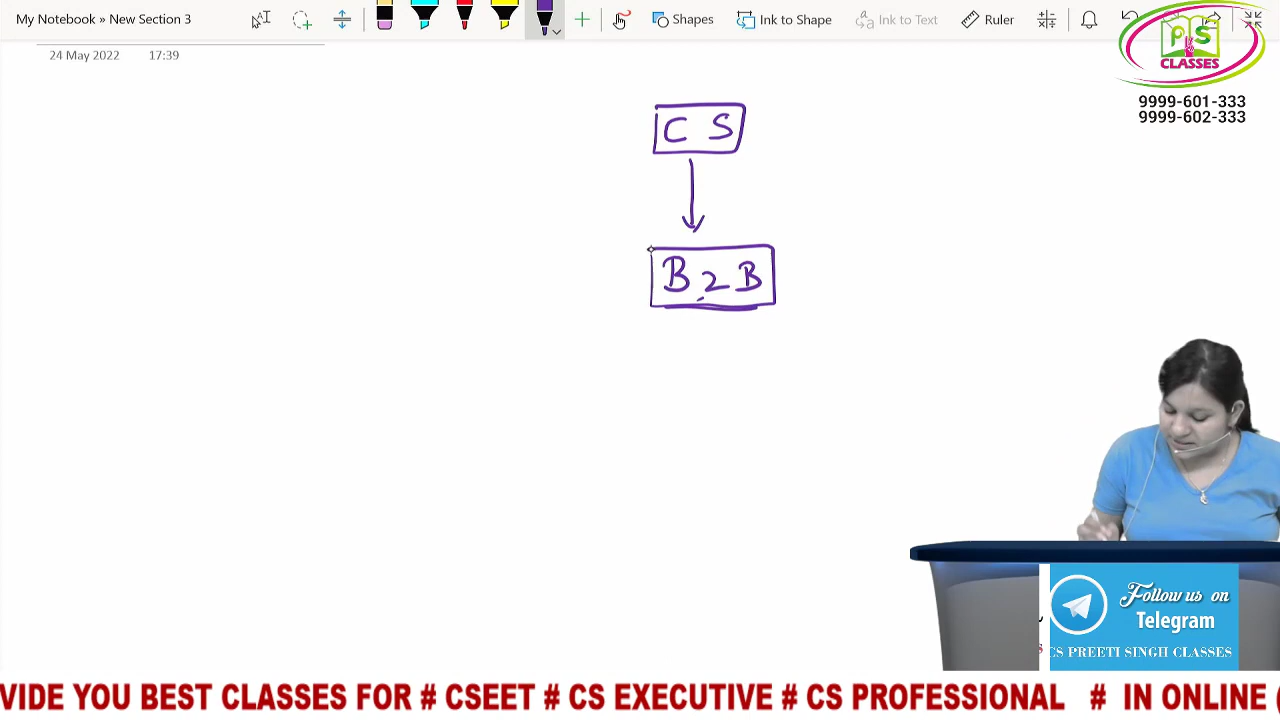 My Notebook » New Section 3
Shapes
Ink to Shape
Ink to Text
Ruler
24 May 2022 17:39
PS
CLASSES
9999-601-333
9999-602-333
C S
B 2 B
Follow us on
Telegram
CS PREETI SINGH CLASSES
VIDE YOU BEST CLASSES FOR # CSEET # CS EXECUTIVE # CS PROFESSIONAL # IN ONLINE (